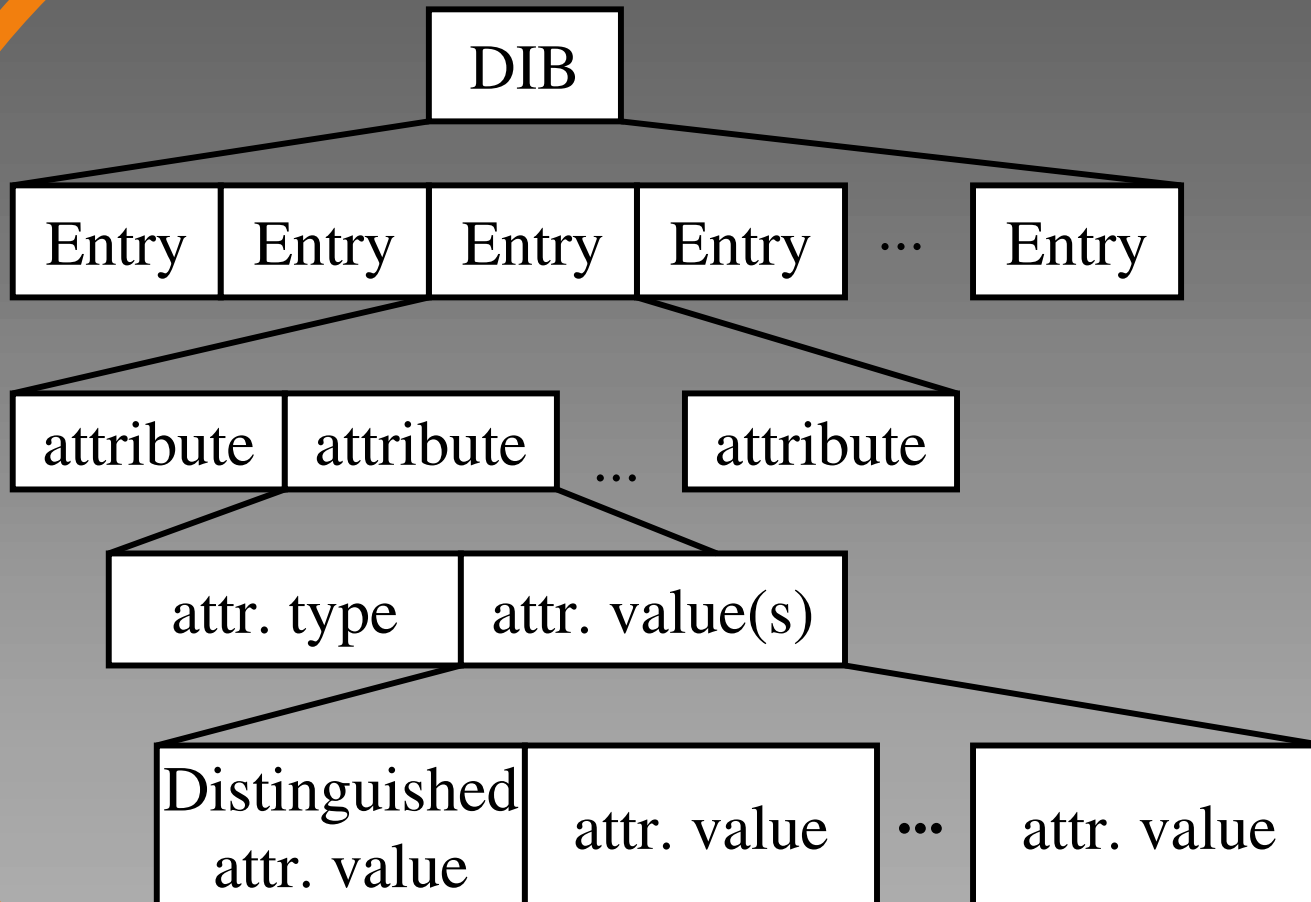 DIB
Entry Entry Entry Entry ... Entry
attribute attribute ... attribute
attr. type attr. value(s)
Distinguished
attr. value attr. value ... attr. value